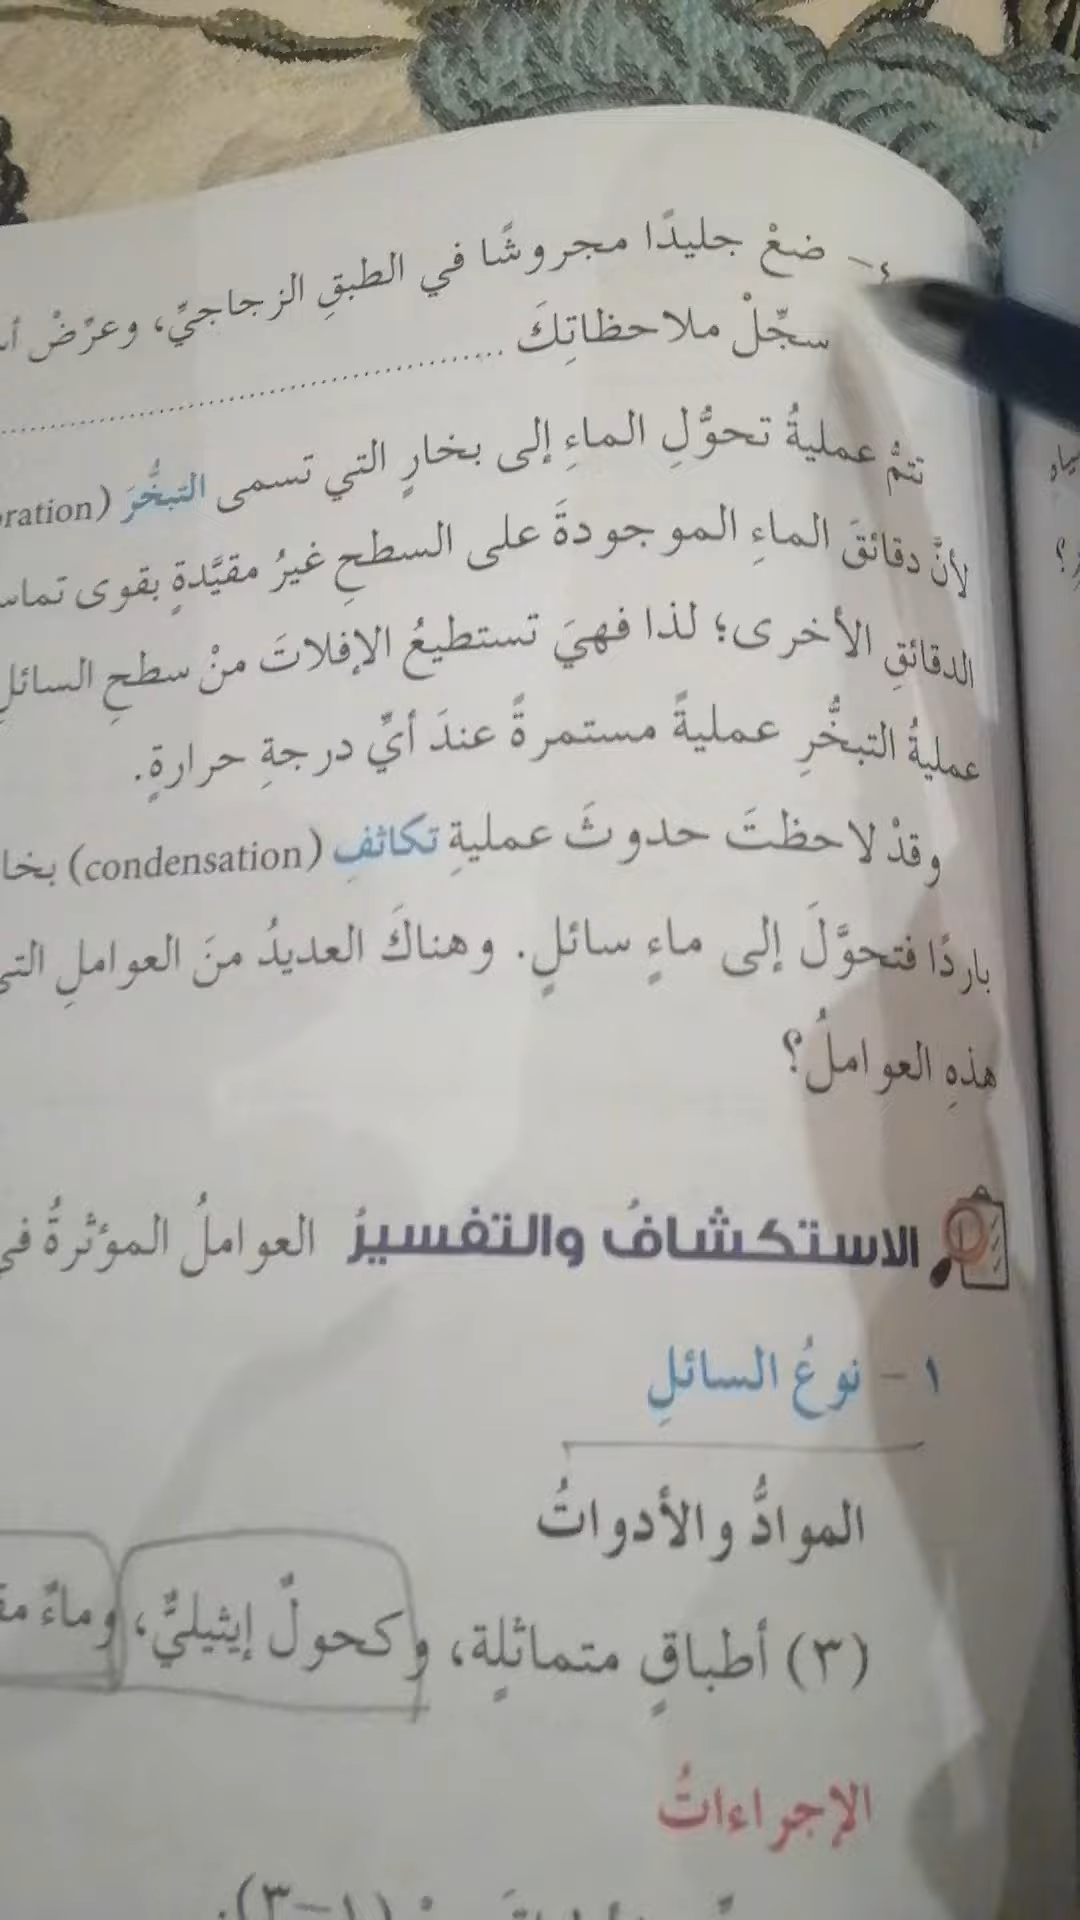 ٤- ضعْ جليدًا مجروشًا في الطبقِ الزجاجيِّ، وعرّضْ
سجِّلْ ملاحظاتِكَ ........................
تتمُّ عمليةُ تحوُّلِ الماءِ إلى بخارٍ التي تسمى التبخُّرَ (
لأنَّ دقائقَ الماءِ الموجودةَ على السطحِ غيرُ مقيَّدةٍ بقوى
الدقائقِ الأخرى؛ لذا فهيَ تستطيعُ الإفلاتَ منْ سطحِ السائلِ
عمليةُ التبخُّرِ عمليةً مستمرةً عندَ أيِّ درجةِ حرارةٍ.
وقدْ لاحظتَ حدوثَ عمليةِ تكاثفِ (condensation)
باردًا فتحوَّلَ إلى ماءٍ سائلٍ. وهناكَ العديدُ منَ العواملِ
هذهِ العواملُ؟
الاستكشافُ والتفسيرُ العواملُ المؤثرةُ في
١ - نوعُ السائلِ
الموادُّ والأدواتُ
(٣) أطباقٍ متماثلةٍ، وكحولٌ إيثيليٌّ، وماءٌ
الإجراءاتُ
(١-٣).